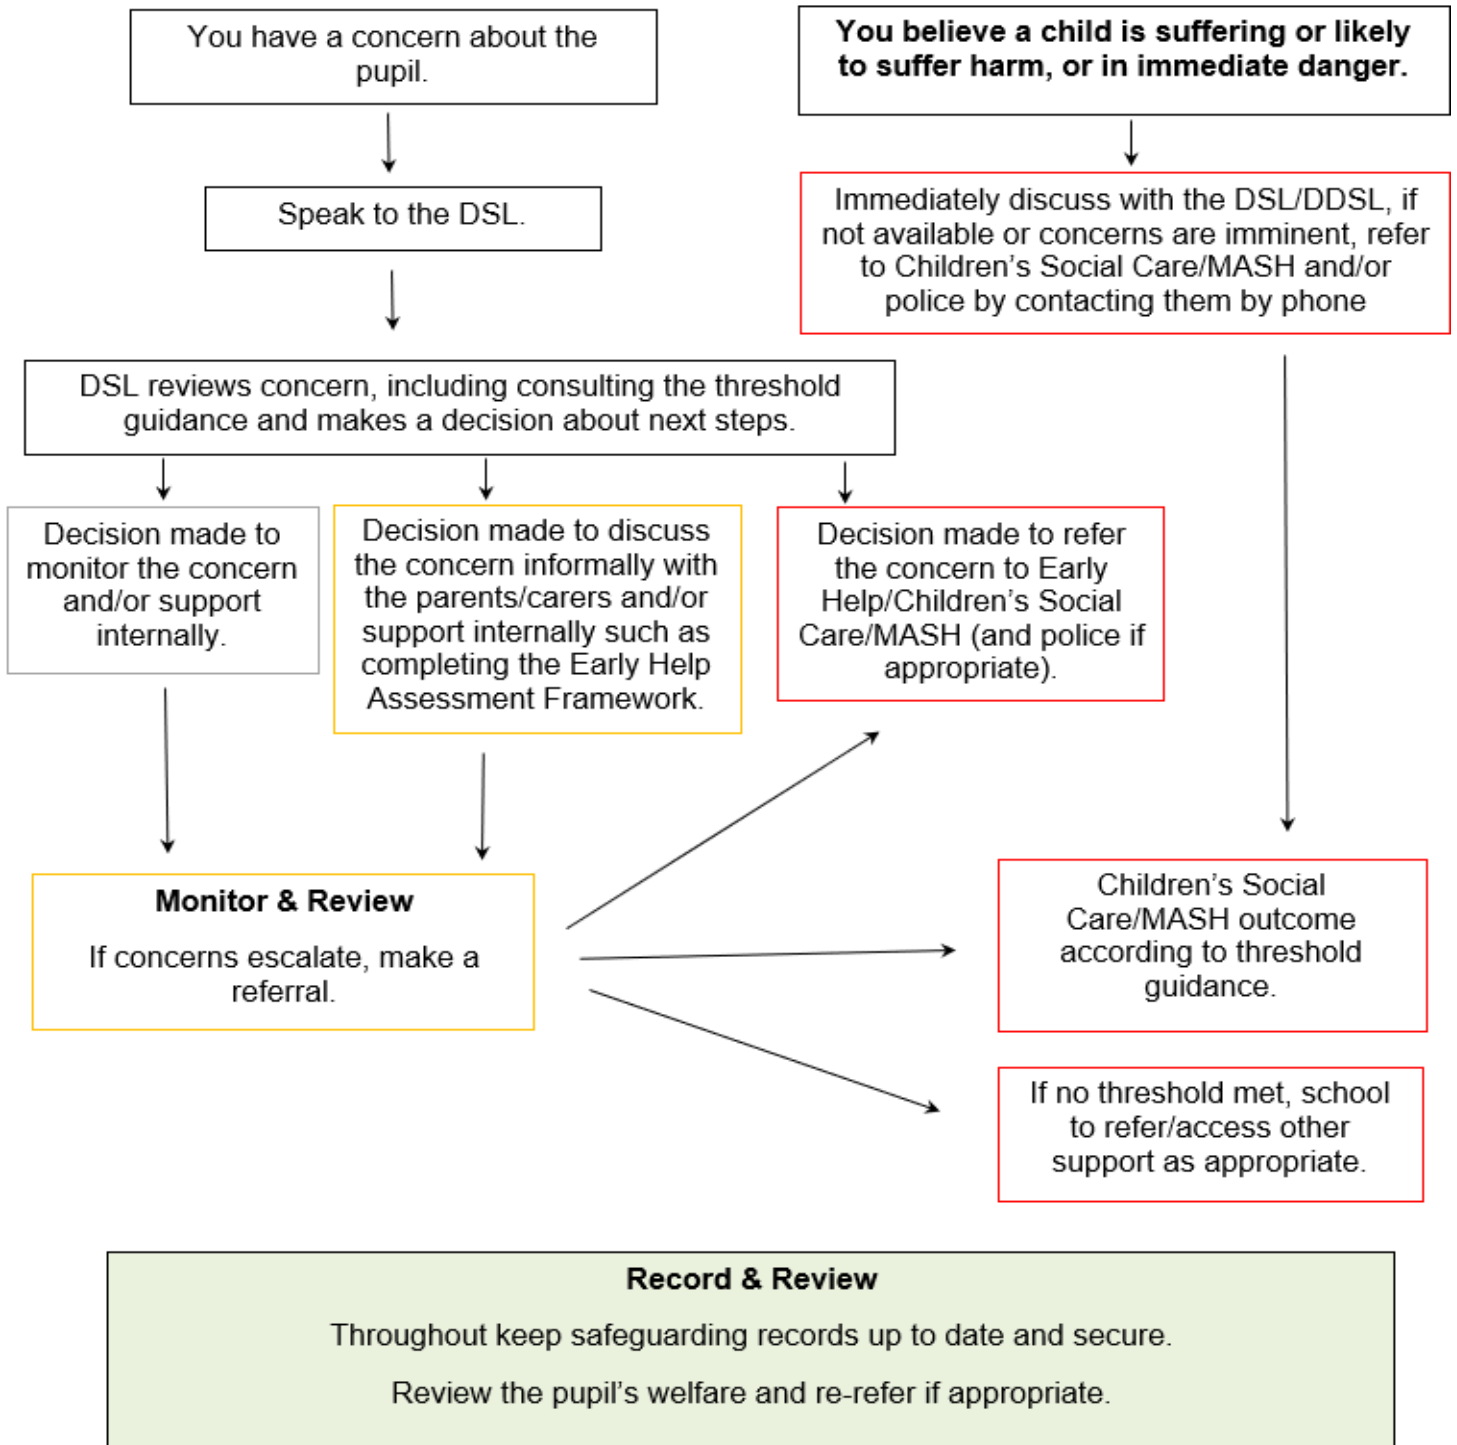 You have a concern about the
pupil.
You believe a child is suffering or likely
to suffer harm, or in immediate danger.
Speak to the DSL.
Immediately discuss with the DSL/DDSL, if
not available or concerns are imminent, refer
to Children’s Social Care/MASH and/or
police by contacting them by phone
DSL reviews concern, including consulting the threshold
guidance and makes a decision about next steps.
Decision made to
monitor the concern
and/or support
internally.
Decision made to discuss
the concern informally with
the parents/carers and/or
support internally such as
completing the Early Help
Assessment Framework.
Decision made to refer
the concern to Early
Help/Children’s Social
Care/MASH (and police if
appropriate).
Monitor & Review
If concerns escalate, make a
referral.
Children’s Social
Care/MASH outcome
according to threshold
guidance.
If no threshold met, school
to refer/access other
support as appropriate.
Record & Review
Throughout keep safeguarding records up to date and secure.
Review the pupil’s welfare and re-refer if appropriate.